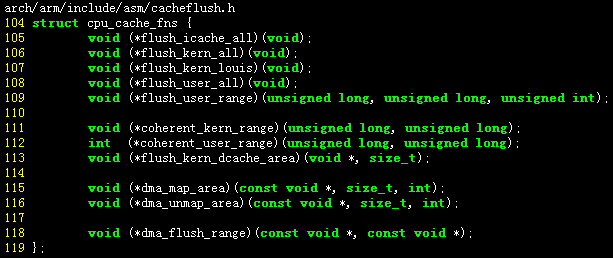 arch/arm/include/asm/cacheflush.h
104 struct cpu_cache_fns {
105         void (*flush_icache_all)(void);
106         void (*flush_kern_all)(void);
107         void (*flush_kern_louis)(void);
108         void (*flush_user_all)(void);
109         void (*flush_user_range)(unsigned long, unsigned long, unsigned int);
110
111         void (*coherent_kern_range)(unsigned long, unsigned long);
112         int  (*coherent_user_range)(unsigned long, unsigned long);
113         void (*flush_kern_dcache_area)(void *, size_t);
114
115         void (*dma_map_area)(const void *, size_t, int);
116         void (*dma_unmap_area)(const void *, size_t, int);
117
118         void (*dma_flush_range)(const void *, const void *);
119 };